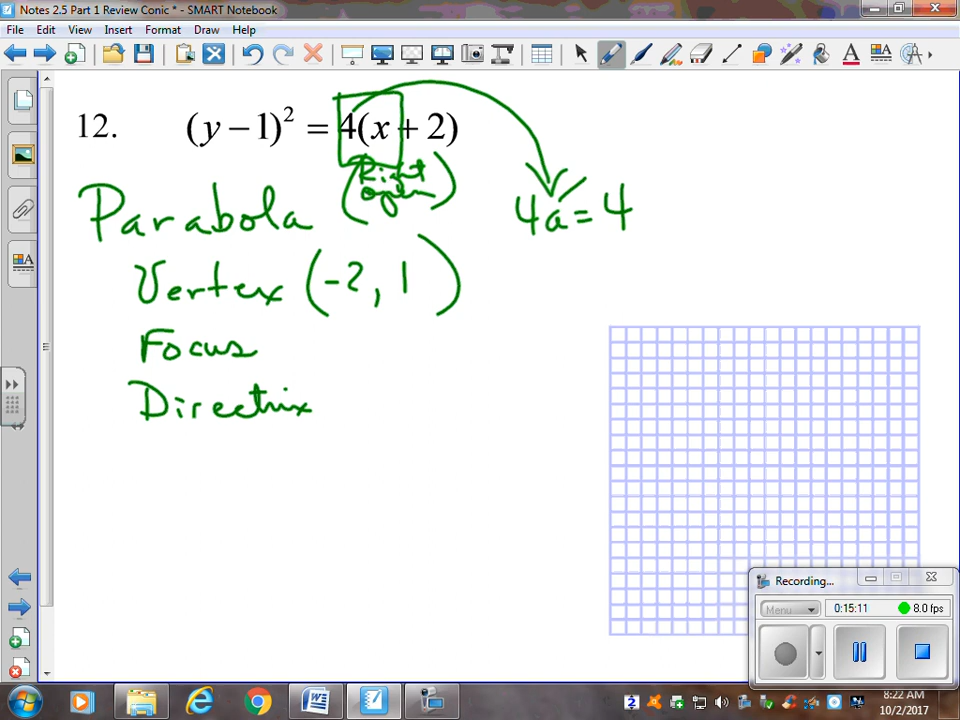 Notes 2.5 Part 1 Review Conic * - SMART Notebook
File Edit View Insert Format Draw Help
12. (y − 1)² = 4(x + 2)
(Right
open)
Parabola
4a = 4
Vertex (-2, 1)
Focus
Directrix
Recording...
Menu
0:15:11
8.0 fps
8:22 AM
10/2/2017